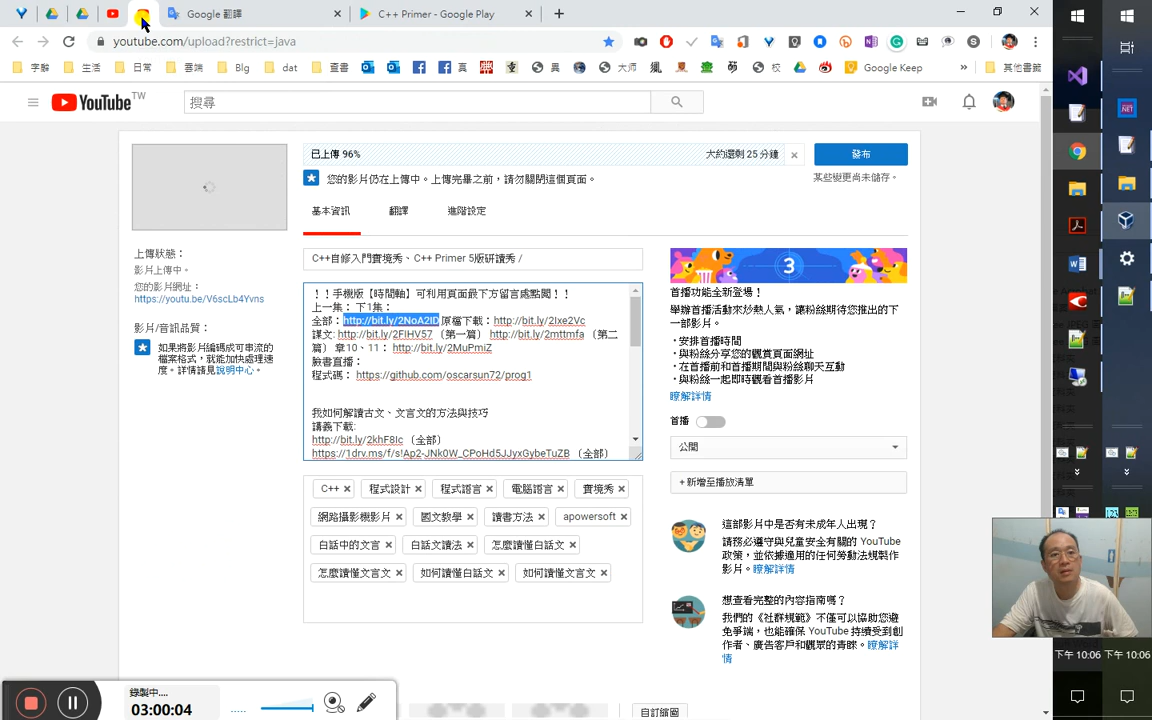 Google 翻譯
C++ Primer - Google Play
youtube.com/upload?restrict=java
字辭 生活 日常 雲端 Blg dat 查書 真 異 大师 萌 校 Google Keep » 其他書籤
YouTube TW
搜尋
已上傳 96%
大約還剩 25 分鐘
發布
您的影片仍在上傳中。上傳完畢之前，請勿關閉這個頁面。
某些變更尚未儲存。
基本資訊
翻譯
進階設定
上傳狀態：
影片上傳中。
您的影片網址：
https://youtu.be/V6scLb4Yvns
影片/音訊品質：
如果將影片編碼成可串流的
檔案格式，就能加快處理速
度。詳情請見說明中心。
C++自修入門實境秀、C++ Primer 5版研讀秀 /
！！手機版【時間軸】可利用頁面最下方留言處點閱！！
上一集： 下1集：
全部：http://bit.ly/2NoA2ID 原檔下載：http://bit.ly/2Ixe2Vc
課文: http://bit.ly/2FIHV57 （第一篇） http://bit.ly/2mttmfa （第二
篇） 章10、11： http://bit.ly/2MuPmiZ
臉書直播：
程式碼： https://github.com/oscarsun72/prog1
我如何解讀古文、文言文的方法與技巧
講義下載:
http://bit.ly/2khF8Ic （全部）
https://1drv.ms/f/s!Ap2-JNk0W_CPoHd5JJyxGybeTuZB （全部）
C++
程式設計
程式語言
電腦語言
實境秀
網路攝影機影片
國文教學
讀書方法
apowersoft
白話中的文言
白話文讀法
怎麼讀懂白話文
怎麼讀懂文言文
如何讀懂白話文
如何讀懂文言文
3
首播功能全新登場！
舉辦首播活動來炒熱人氣，讓粉絲期待您推出的下
一部影片。
• 安排首播時間
• 與粉絲分享您的觀賞頁面網址
• 在首播前和首播期間與粉絲聊天互動
• 與粉絲一起即時觀看首播影片
瞭解詳情
首播
公開
+ 新增至播放清單
這部影片中是否有未成年人出現？
請務必遵守與兒童安全有關的 YouTube
政策，並依據適用的任何勞動法規製作
影片。瞭解詳情
想查看完整的內容指南嗎？
我們的《社群規範》不僅可以協助您避
免爭端，也能確保 YouTube 持續受到創
作者、廣告客戶和觀眾的青睞。瞭解詳
情
自訂縮圖
錄製中....
03:00:04
下午 10:06
下午 10:06